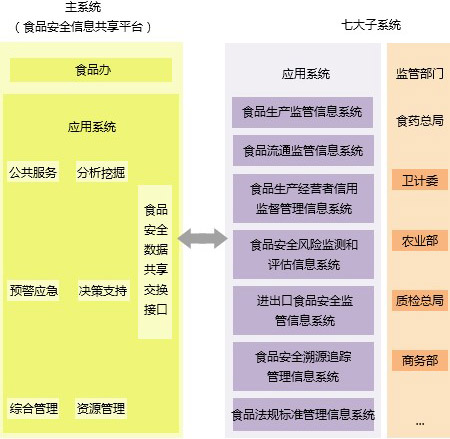 主系统
（食品安全信息共享平台）
食品办
应用系统
公共服务
分析挖掘
预警应急
决策支持
综合管理
资源管理
食品
安全
数据
共享
交换
接口
七大子系统
应用系统
食品生产监管信息系统
食品流通监管信息系统
食品生产经营者信用
监督管理信息系统
食品安全风险监测和
评估信息系统
进出口食品安全监
管信息系统
食品安全溯源追踪
管理信息系统
食品法规标准管理信息系统
监管部门
食药总局
卫计委
农业部
质检总局
商务部
...